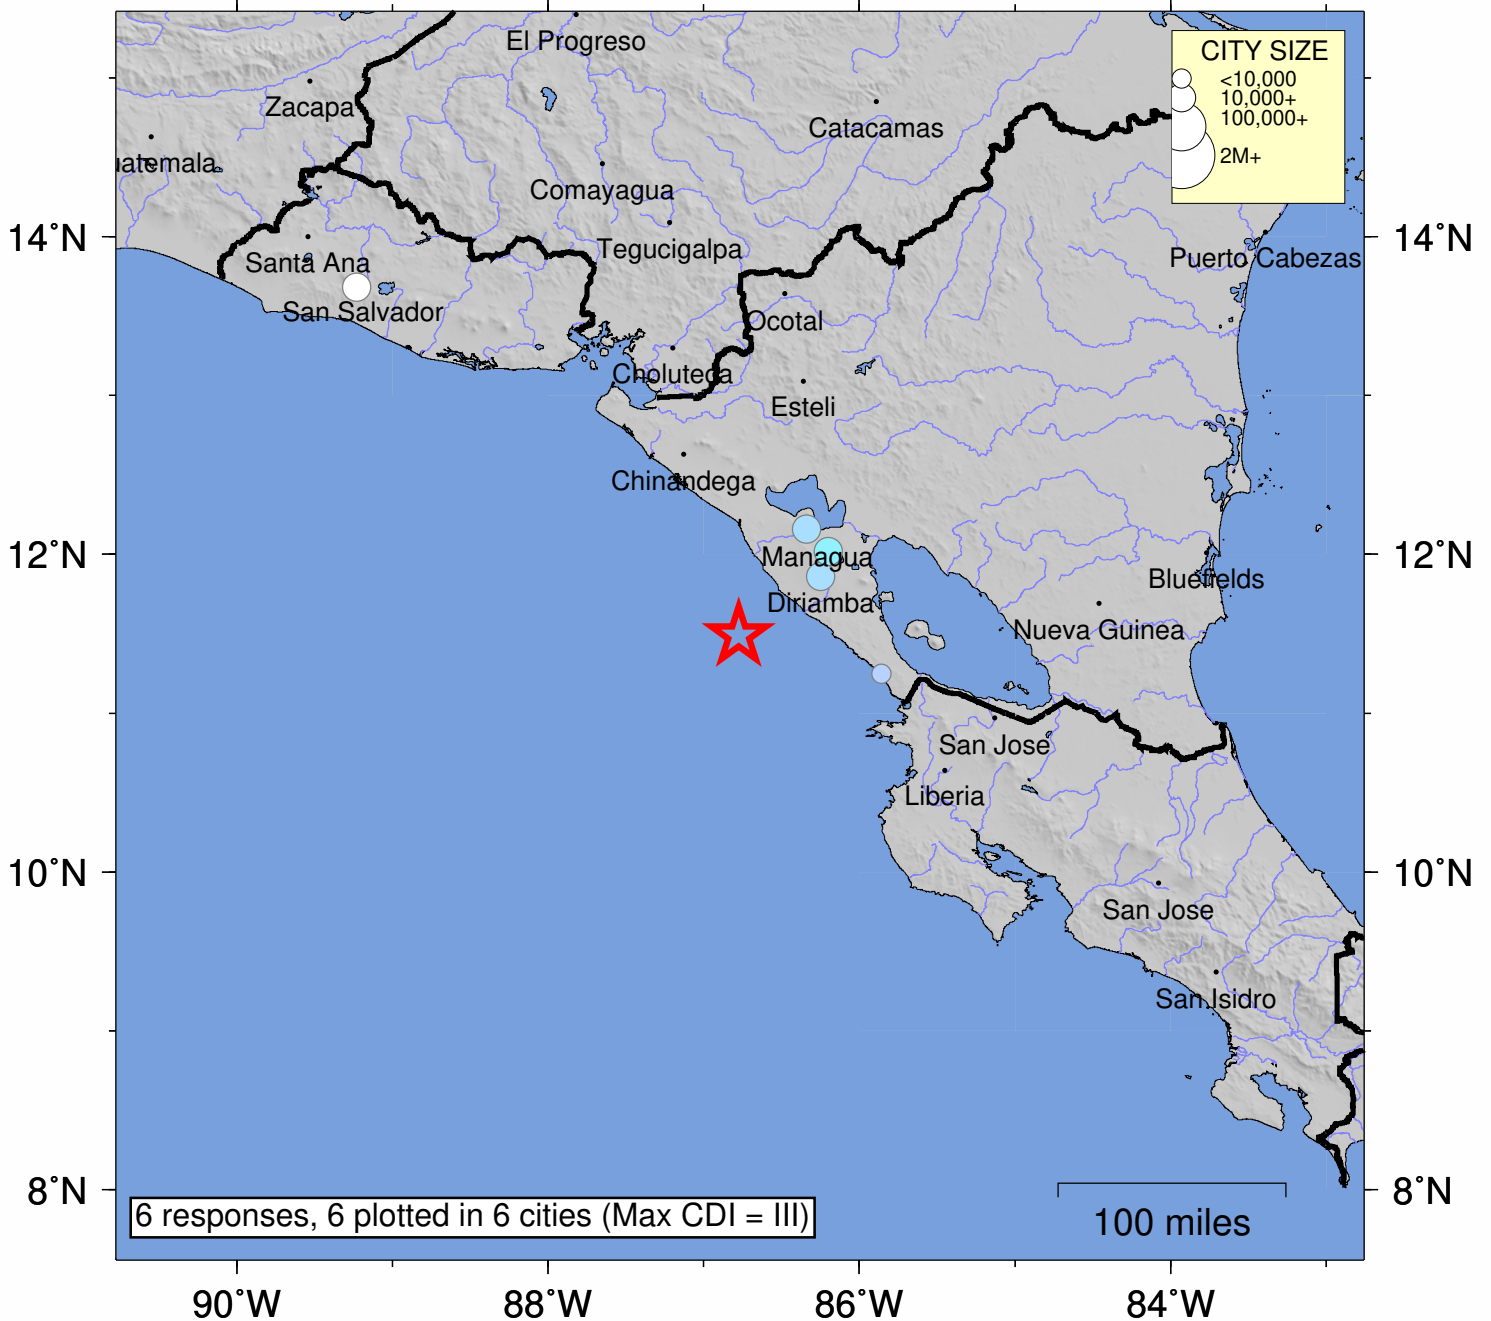 El Progreso
CITY SIZE
<10,000
10,000+
100,000+
2M+
Zacapa
Catacamas
uatemala
Comayagua
14˚N
Tegucigalpa
14˚N
Santa Ana
Puerto Cabezas
San Salvador
Ocotal
Choluteca
Esteli
Chinandega
12˚N
Managua
12˚N
Bluefields
Diriamba
Nueva Guinea
San Jose
Liberia
10˚N
10˚N
San Jose
San Isidro
8˚N
8˚N
6 responses, 6 plotted in 6 cities (Max CDI = III)
100 miles
90˚W
88˚W
86˚W
84˚W